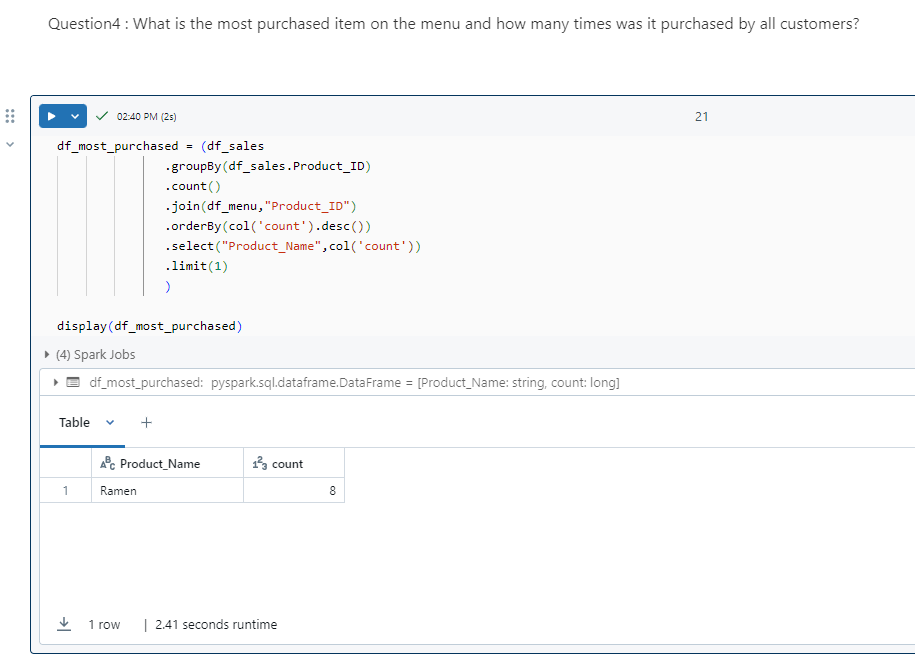 Question4 : What is the most purchased item on the menu and how many times was it purchased by all customers?
02:40 PM (2s)
21
df_most_purchased = (df_sales
.groupBy(df_sales.Product_ID)
.count()
.join(df_menu,"Product_ID")
.orderBy(col('count').desc())
.select("Product_Name",col('count'))
.limit(1)
)
display(df_most_purchased)
(4) Spark Jobs
df_most_purchased: pyspark.sql.dataframe.DataFrame = [Product_Name: string, count: long]
Table
ABC Product_Name 123 count
1 Ramen 8
1 row | 2.41 seconds runtime